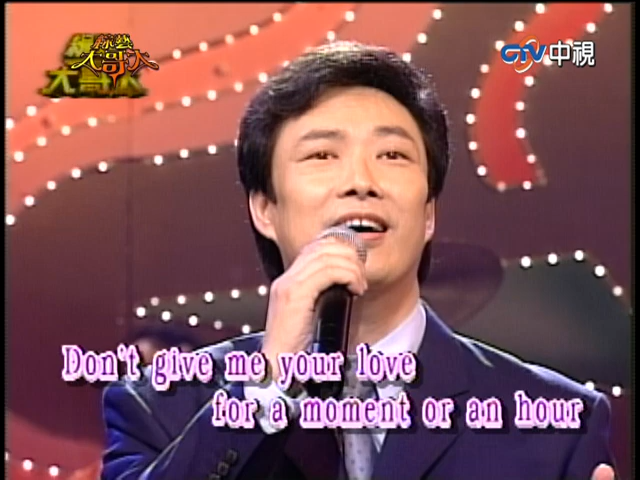 綜藝大哥大
CTV中視
Don't give me your love
for a moment or an hour